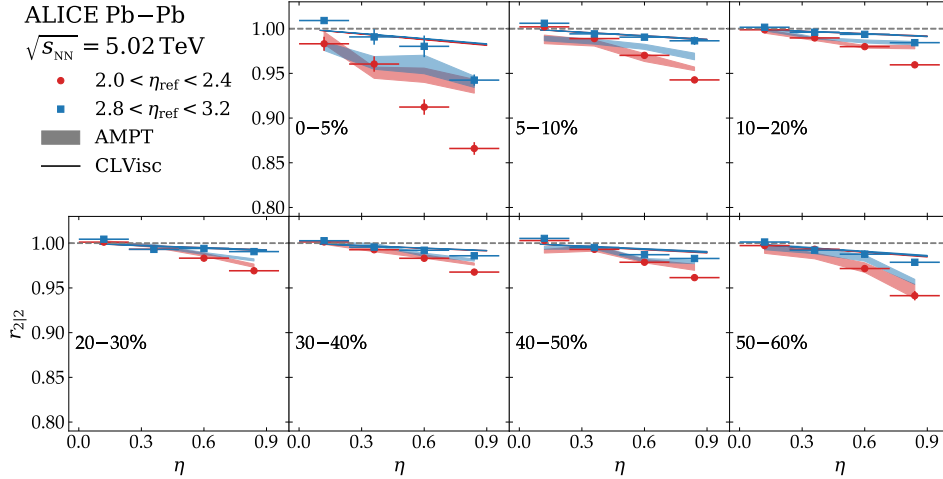 ALICE Pb−Pb
√s_NN = 5.02 TeV
2.0 < η_ref < 2.4
2.8 < η_ref < 3.2
AMPT
CLVisc
1.00
0.95
0.90
0.85
0.80
0−5%
5−10%
10−20%
1.00
0.95
0.90
0.85
0.80
r_2|2
20−30%
30−40%
40−50%
50−60%
0.0 0.3 0.6 0.9
0.0 0.3 0.6 0.9
0.0 0.3 0.6 0.9
0.0 0.3 0.6 0.9
η
η
η
η